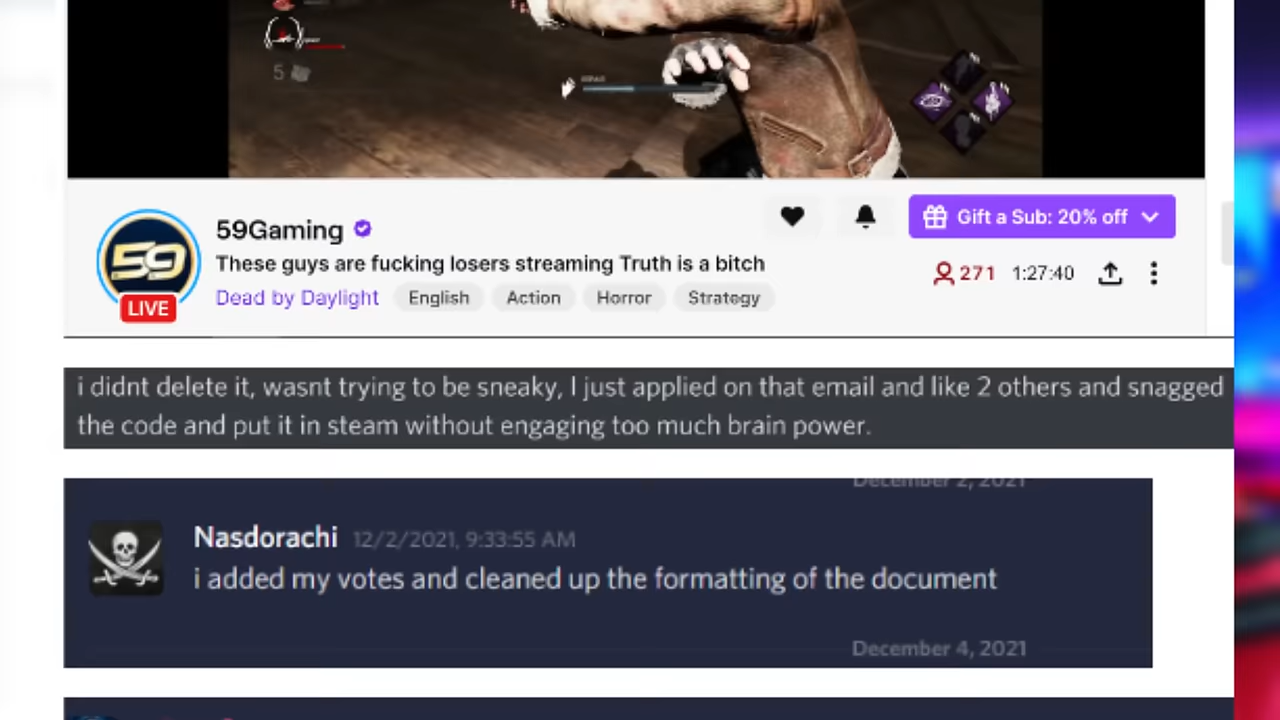 5
59Gaming
Gift a Sub: 20% off
These guys are fucking losers streaming Truth is a bitch
271 1:27:40
Dead by Daylight English Action Horror Strategy
59
LIVE
i didnt delete it, wasnt trying to be sneaky, I just applied on that email and like 2 others and snagged
the code and put it in steam without engaging too much brain power.
December 2, 2021
Nasdorachi 12/2/2021, 9:33:55 AM
i added my votes and cleaned up the formatting of the document
December 4, 2021